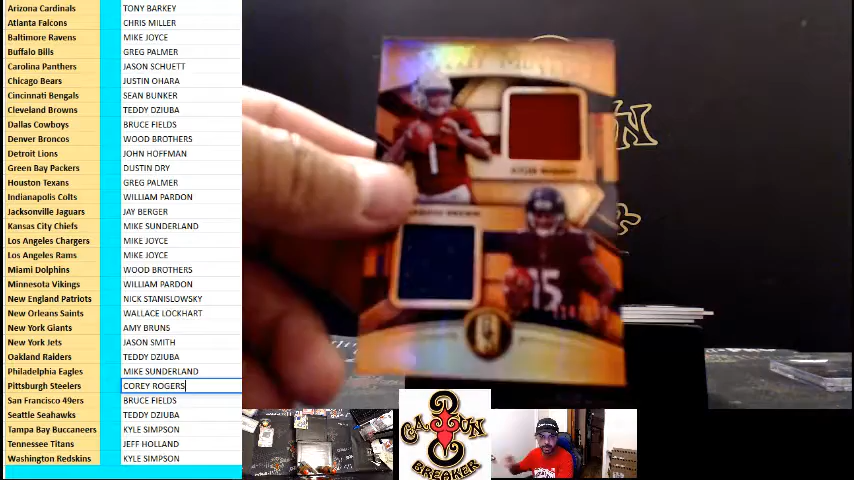 Arizona Cardinals TONY BARKEY
Atlanta Falcons CHRIS MILLER
Baltimore Ravens MIKE JOYCE
Buffalo Bills GREG PALMER
Carolina Panthers JASON SCHUETT
Chicago Bears JUSTIN OHARA
Cincinnati Bengals SEAN BUNKER
Cleveland Browns TEDDY DZIUBA
Dallas Cowboys BRUCE FIELDS
Denver Broncos WOOD BROTHERS
Detroit Lions JOHN HOFFMAN
Green Bay Packers DUSTIN DRY
Houston Texans GREG PALMER
Indianapolis Colts WILLIAM PARDON
Jacksonville Jaguars JAY BERGER
Kansas City Chiefs MIKE SUNDERLAND
Los Angeles Chargers MIKE JOYCE
Los Angeles Rams MIKE JOYCE
Miami Dolphins WOOD BROTHERS
Minnesota Vikings WILLIAM PARDON
New England Patriots NICK STANISLOWSKY
New Orleans Saints WALLACE LOCKHART
New York Giants AMY BRUNS
New York Jets JASON SMITH
Oakland Raiders TEDDY DZIUBA
Philadelphia Eagles MIKE SUNDERLAND
Pittsburgh Steelers COREY ROGERS
San Francisco 49ers BRUCE FIELDS
Seattle Seahawks TEDDY DZIUBA
Tampa Bay Buccaneers KYLE SIMPSON
Tennessee Titans JEFF HOLLAND
Washington Redskins KYLE SIMPSON
1
15
CAJUN
BREAKER